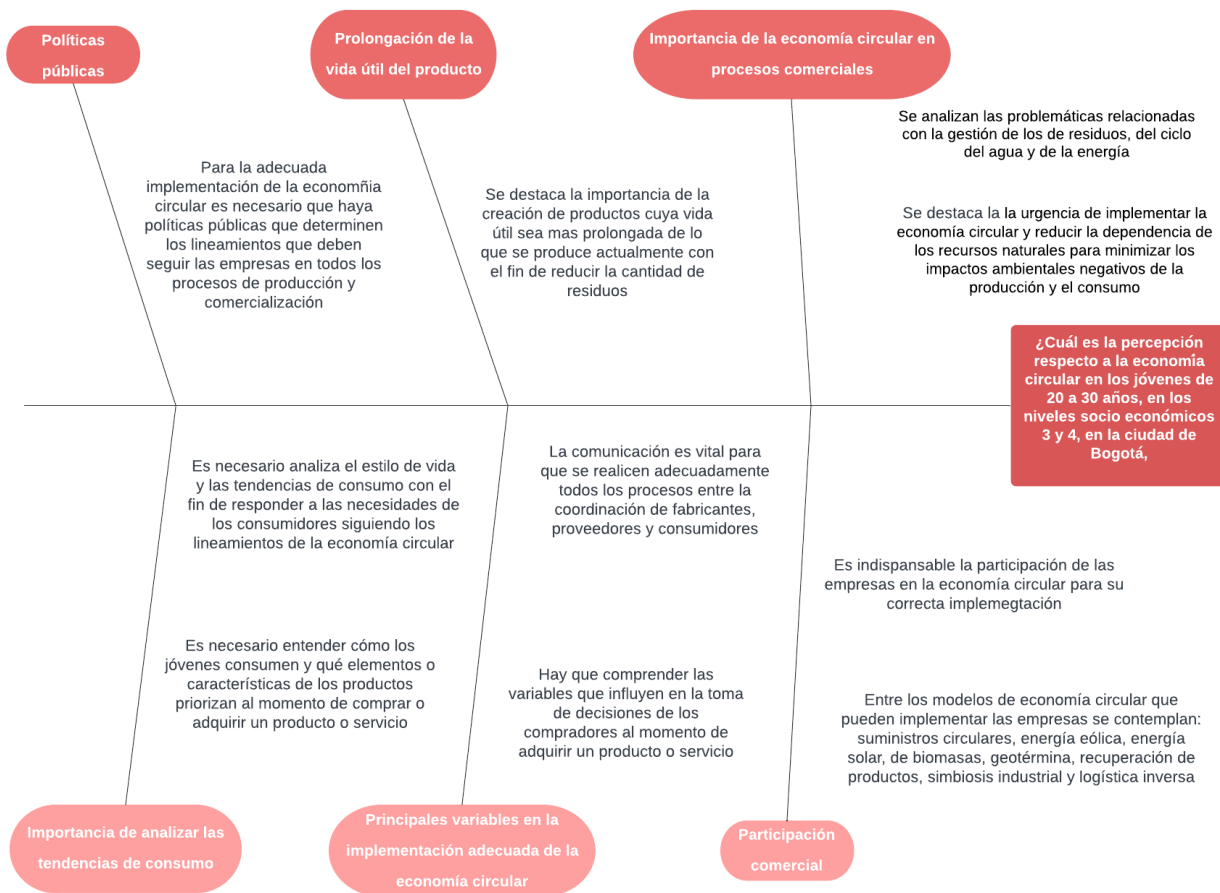 Políticas
públicas
Prolongación de la
vida útil del producto
Importancia de la economía circular en
procesos comerciales
Para la adecuada
implementación de la economñia
circular es necesario que haya
políticas públicas que determinen
los lineamientos que deben
seguir las empresas en todos los
procesos de producción y
comercialización
Se destaca la importancia de la
creación de productos cuya vida
útil sea mas prolongada de lo
que se produce actualmente con
el fin de reducir la cantidad de
residuos
Se analizan las problemáticas relacionadas
con la gestión de los de residuos, del ciclo
del agua y de la energía
Se destaca la la urgencia de implementar la
economía circular y reducir la dependencia de
los recursos naturales para minimizar los
impactos ambientales negativos de la
producción y el consumo
¿Cuál es la percepción
respecto a la economía
circular en los jóvenes de
20 a 30 años, en los
niveles socio económicos
3 y 4, en la ciudad de
Bogotá,
Es necesario analiza el estilo de vida
y las tendencias de consumo con el
fin de responder a las necesidades de
los consumidores siguiendo los
lineamientos de la economía circular
Es necesario entender cómo los
jóvenes consumen y qué elementos o
características de los productos
priorizan al momento de comprar o
adquirir un producto o servicio
La comunicación es vital para
que se realicen adecuadamente
todos los procesos entre la
coordinación de fabricantes,
proveedores y consumidores
Hay que comprender las
variables que influyen en la toma
de decisiones de los
compradores al momento de
adquirir un producto o servicio
Es indispansable la participación de las
empresas en la economía circular para su
correcta implemegtación
Entre los modelos de economía circular que
pueden implementar las empresas se contemplan:
suministros circulares, energía eólica, energía
solar, de biomasas, geotérmina, recuperación de
productos, simbiosis industrial y logística inversa
Importancia de analizar las
tendencias de consumo
Principales variables en la
implementación adecuada de la
economía circular
Participación
comercial